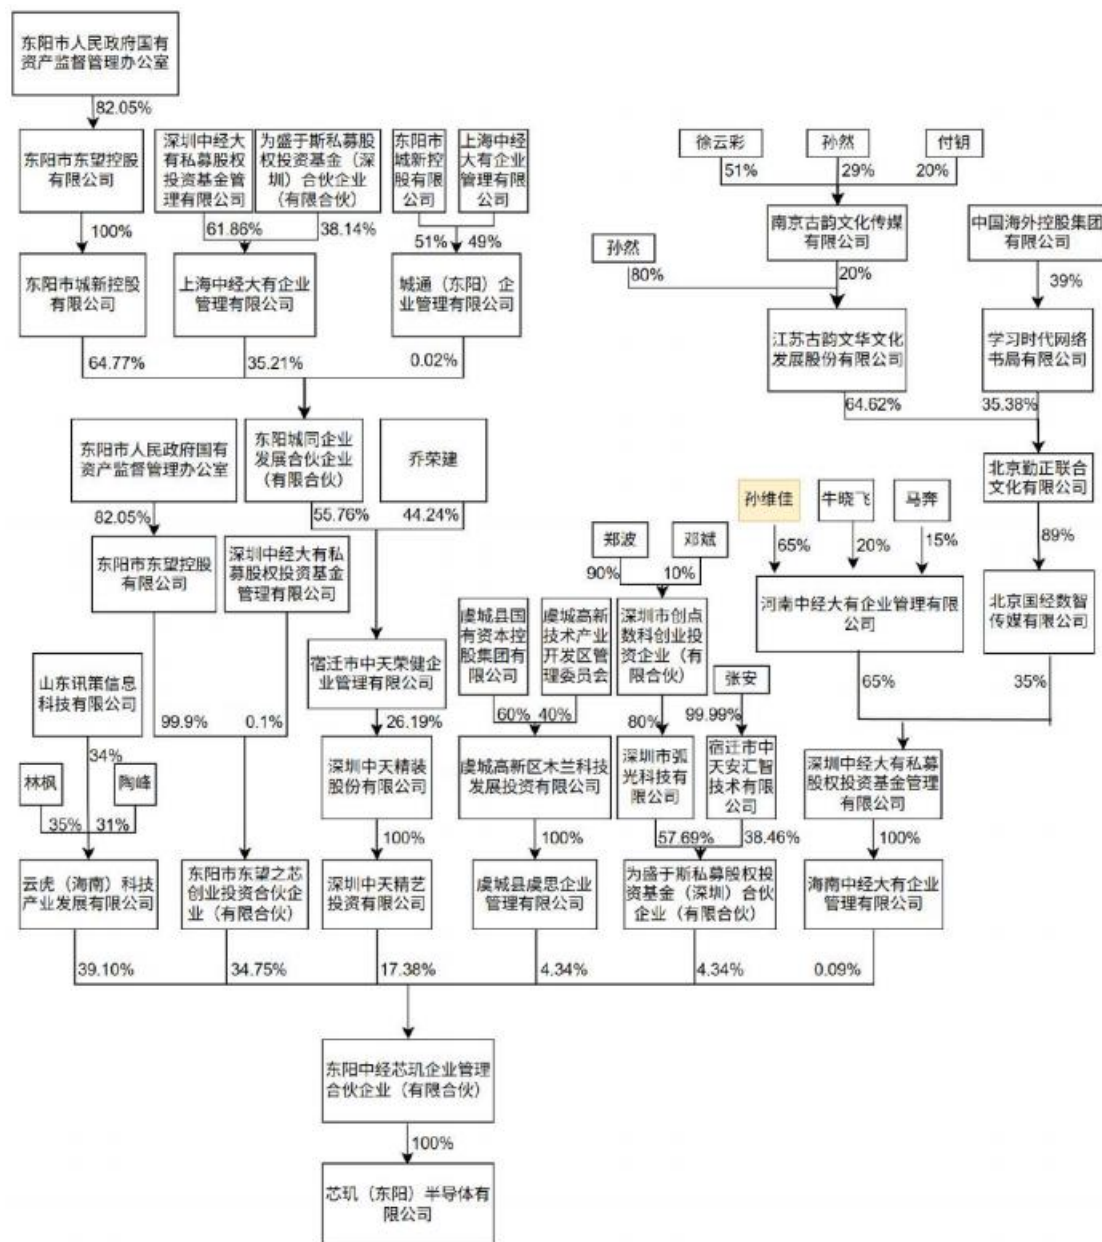 东阳市人民政府国有
资产监督管理办公室
82.05%
东阳市东望控股
有限公司
深圳中经大
有私募股权
投资基金管
理有限公司
为盛于斯私募股
权投资基金（深
圳）合伙企业
（有限合伙）
东阳市
城新控
股有限
公司
上海中经
大有企业
管理有限
公司
徐云彩
孙然
付钥
51%
29%
20%
100%
61.86%
38.14%
51%
49%
孙然
南京古韵文化传媒
有限公司
中国海外控股集团
有限公司
80%
20%
39%
东阳市城新控股
有限公司
上海中经大有企业
管理有限公司
城通（东阳）企
业管理有限公司
江苏古韵文华文化
发展股份有限公司
学习时代网络
书局有限公司
64.77%
35.21%
0.02%
64.62%
35.38%
东阳市人民政府国有
资产监督管理办公室
东阳城同企业
发展合伙企业
（有限合伙）
乔荣建
北京勤正联合
文化有限公司
82.05%
55.76%
44.24%
孙维佳
牛晓飞
马奔
65%
20%
15%
89%
东阳市东望控股
有限公司
深圳中经大有私
募股权投资基金
管理有限公司
郑波
邓斌
90%
10%
河南中经大有企业管理有限公
司
北京国经数智
传媒有限公司
虞城县国
有资本控
股集团有
限公司
虞城高新
技术产业
开发区管
理委员会
深圳市创点
数科创业投
资企业（有
限合伙）
山东讯策信息
科技有限公司
宿迁市中天荣健企
业管理有限公司
张安
65%
35%
99.9%
0.1%
26.19%
60%
40%
80%
99.99%
34%
林枫
陶峰
35%
31%
深圳中天精装
股份有限公司
虞城高新区木兰科技
发展投资有限公司
深圳市弧
光科技有
限公司
宿迁市中
天安汇智
技术有限
公司
深圳中经大有私募
股权投资基金管理
有限公司
100%
100%
57.69%
38.46%
100%
云虎（海南）科技
产业发展有限公司
东阳市东望之芯
创业投资合伙企
业（有限合伙）
深圳中天精艺
投资有限公司
虞城县虞思企业
管理有限公司
为盛于斯私募股权投
资基金（深圳）合伙
企业（有限合伙）
海南中经大有企业
管理有限公司
39.10%
34.75%
17.38%
4.34%
4.34%
0.09%
东阳中经芯玑企业管理
合伙企业（有限合伙）
100%
芯玑（东阳）半导体有
限公司